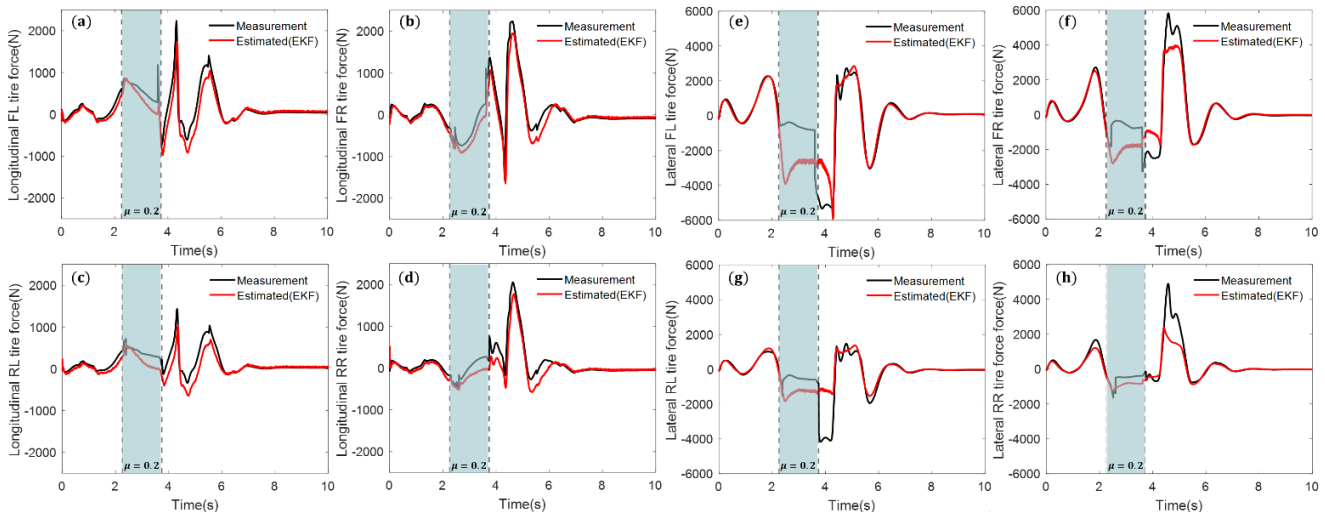 (a)
Measurement
Estimated(EKF)
Longitudinal FL tire force(N)
2000
1000
0
-1000
-2000
μ = 0.2
0 2 4 6 8 10
Time(s)
(b)
Measurement
Estimated(EKF)
Longitudinal FR tire force(N)
2000
1000
0
-1000
-2000
μ = 0.2
0 2 4 6 8 10
Time(s)
(e)
Measurement
Estimated(EKF)
Lateral FL tire force(N)
6000
4000
2000
0
-2000
-4000
-6000
μ = 0.2
0 2 4 6 8 10
Time(s)
(f)
Measurement
Estimated(EKF)
Lateral FR tire force(N)
6000
4000
2000
0
-2000
-4000
6000
μ = 0.2
0 2 4 6 8 10
Time(s)
(c)
Measurement
Estimated(EKF)
Longitudinal RL tire force(N)
2000
1000
0
-1000
-2000
μ = 0.2
0 2 4 6 8 10
Time(s)
(d)
Measurement
Estimated(EKF)
Longitudinal RR tire force(N)
2000
1000
0
-1000
-2000
μ = 0.2
0 2 4 6 8 10
Time(s)
(g)
Measurement
Estimated(EKF)
Lateral RL tire force(N)
6000
4000
2000
0
-2000
-4000
-6000
μ = 0.2
0 2 4 6 8 10
Time(s)
(h)
Measurement
Estimated(EKF)
Lateral RR tire force(N)
6000
4000
2000
0
-2000
-4000
-6000
μ = 0.2
0 2 4 6 8 10
Time(s)